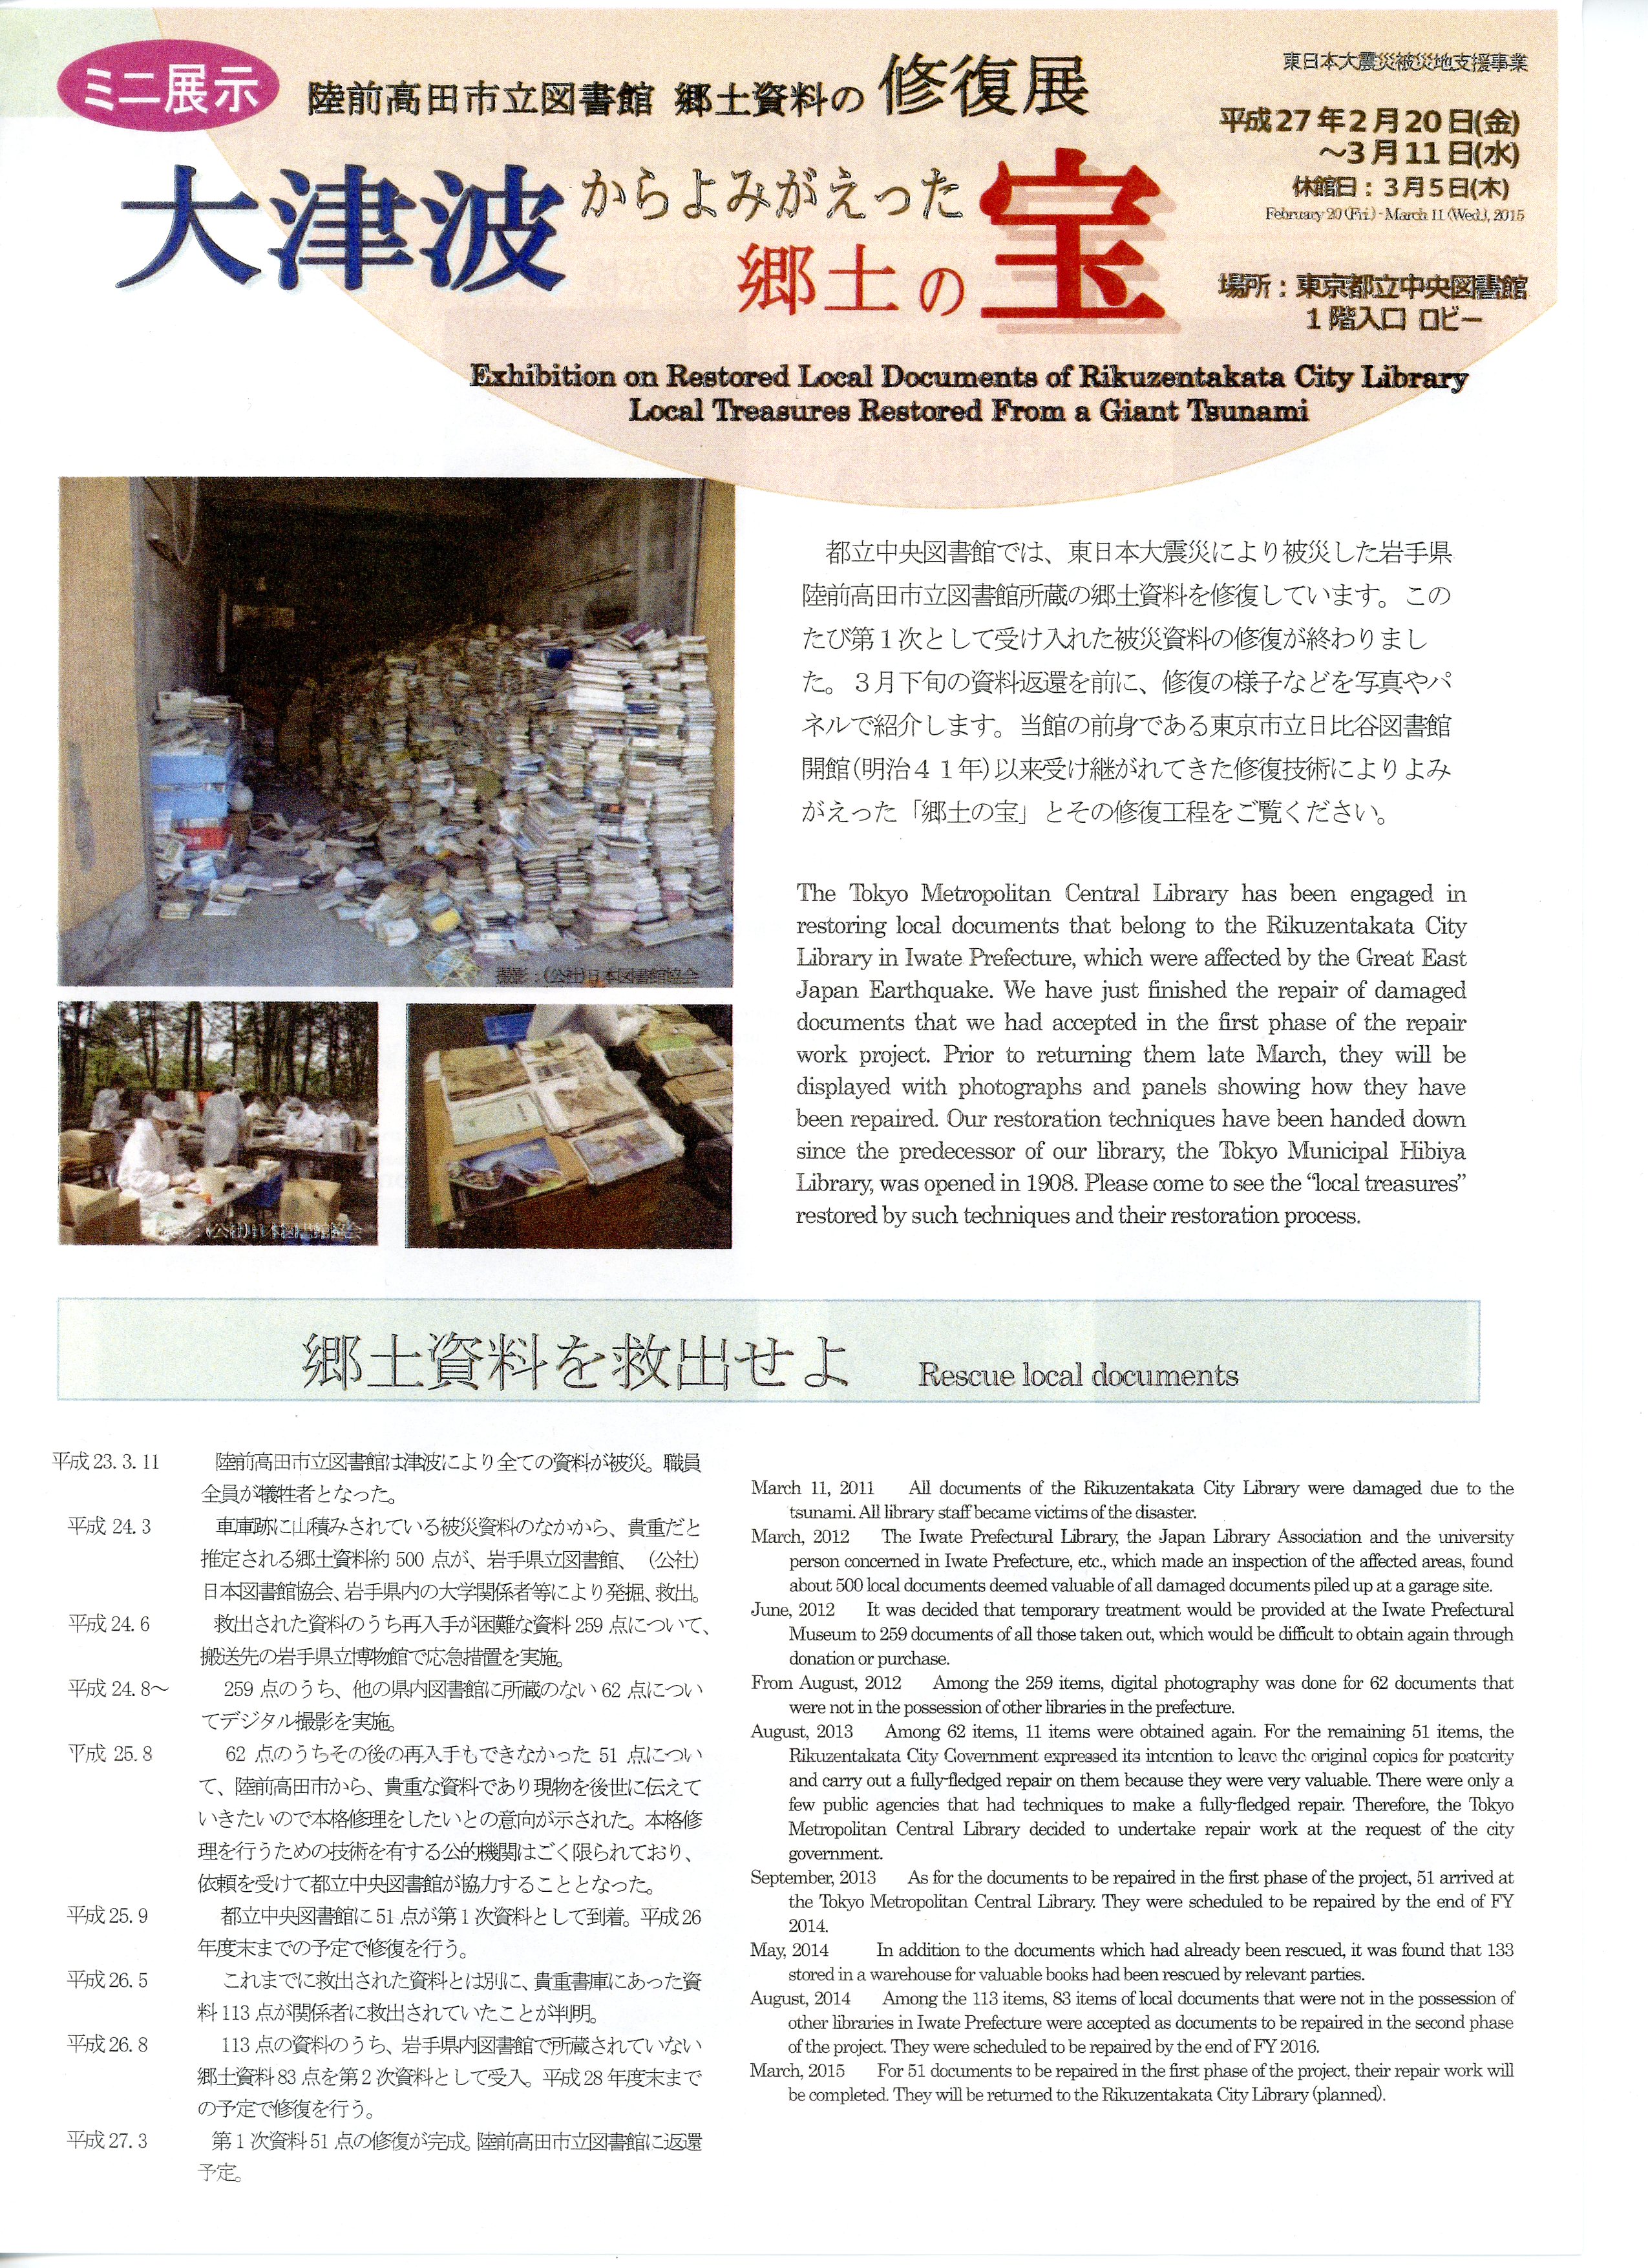 ミニ展示
陸前高田市立図書館 郷土資料の 修復展
大津波からよみがえった
郷土の宝
東日本大震災被災地支援事業
平成27年2月20日(金)
～3月11日(水)
休館日：3月5日(木)
February 20 (Fri.) - March 11 (Wed.), 2015
場所：東京都立中央図書館
1階入口 ロビー
Exhibition on Restored Local Documents of Rikuzentakata City Library
Local Treasures Restored From a Giant Tsunami
撮影：(公社)日本図書館協会
：(公社)日本図書館協会
都立中央図書館では、東日本大震災により被災した岩手県
陸前高田市立図書館所蔵の郷土資料を修復しています。この
たび第１次として受け入れた被災資料の修復が終わりまし
た。３月下旬の資料返還を前に、修復の様子などを写真やパ
ネルで紹介します。当館の前身である東京市立日比谷図書館
開館(明治４１年)以来受け継がれてきた修復技術によりよみ
がえった「郷土の宝」とその修復工程をご覧ください。
The Tokyo Metropolitan Central Library has been engaged in
restoring local documents that belong to the Rikuzentakata City
Library in Iwate Prefecture, which were affected by the Great East
Japan Earthquake. We have just finished the repair of damaged
documents that we had accepted in the first phase of the repair
work project. Prior to returning them late March, they will be
displayed with photographs and panels showing how they have
been repaired. Our restoration techniques have been handed down
since the predecessor of our library, the Tokyo Municipal Hibiya
Library, was opened in 1908. Please come to see the “local treasures”
restored by such techniques and their restoration process.
郷土資料を救出せよ Rescue local documents
平成23.3.11 陸前高田市立図書館は津波により全ての資料が被災。職員
全員が犠牲者となった。
平成24.3 車庫跡に山積みされている被災資料のなかから、貴重だと
推定される郷土資料約500点が、岩手県立図書館、（公社）
日本図書館協会、岩手県内の大学関係者等により発掘、救出。
平成24.6 救出された資料のうち再入手が困難な資料259点について、
搬送先の岩手県立博物館で応急措置を実施。
平成24.8～ 259点のうち、他の県内図書館に所蔵のない62点につい
てデジタル撮影を実施。
平成25.8 62点のうちその後の再入手もできなかった51点につい
て、陸前高田市から、貴重な資料であり現物を後世に伝えて
いきたいので本格修理をしたいとの意向が示された。本格修
理を行うための技術を有する公的機関はごく限られており、
依頼を受けて都立中央図書館が協力することとなった。
平成25.9 都立中央図書館に51点が第1次資料として到着。平成26
年度末までの予定で修復を行う。
平成26.5 これまでに救出された資料とは別に、貴重書庫にあった資
料113点が関係者に救出されていたことが判明。
平成26.8 113点の資料のうち、岩手県内図書館で所蔵されていない
郷土資料83点を第2次資料として受入。平成28年度末まで
の予定で修復を行う。
平成27.3 第1次資料51点の修復が完成。陸前高田市立図書館に返還
予定。
March 11, 2011 All documents of the Rikuzentakata City Library were damaged due to the
tsunami. All library staff became victims of the disaster.
March, 2012 The Iwate Prefectural Library, the Japan Library Association and the university
person concerned in Iwate Prefecture, etc., which made an inspection of the affected areas, found
about 500 local documents deemed valuable of all damaged documents piled up at a garage site.
June, 2012 It was decided that temporary treatment would be provided at the Iwate Prefectural
Museum to 259 documents of all those taken out, which would be difficult to obtain again through
donation or purchase.
From August, 2012 Among the 259 items, digital photography was done for 62 documents that
were not in the possession of other libraries in the prefecture.
August, 2013 Among 62 items, 11 items were obtained again. For the remaining 51 items, the
Rikuzentakata City Government expressed its intention to leave the original copies for posterity
and carry out a fully-fledged repair on them because they were very valuable. There were only a
few public agencies that had techniques to make a fully-fledged repair. Therefore, the Tokyo
Metropolitan Central Library decided to undertake repair work at the request of the city
government.
September, 2013 As for the documents to be repaired in the first phase of the project, 51 arrived at
the Tokyo Metropolitan Central Library. They were scheduled to be repaired by the end of FY
2014.
May, 2014 In addition to the documents which had already been rescued, it was found that 133
stored in a warehouse for valuable books had been rescued by relevant parties.
August, 2014 Among the 113 items, 83 items of local documents that were not in the possession of
other libraries in Iwate Prefecture were accepted as documents to be repaired in the second phase
of the project. They were scheduled to be repaired by the end of FY 2016.
March, 2015 For 51 documents to be repaired in the first phase of the project, their repair work will
be completed. They will be returned to the Rikuzentakata City Library (planned).